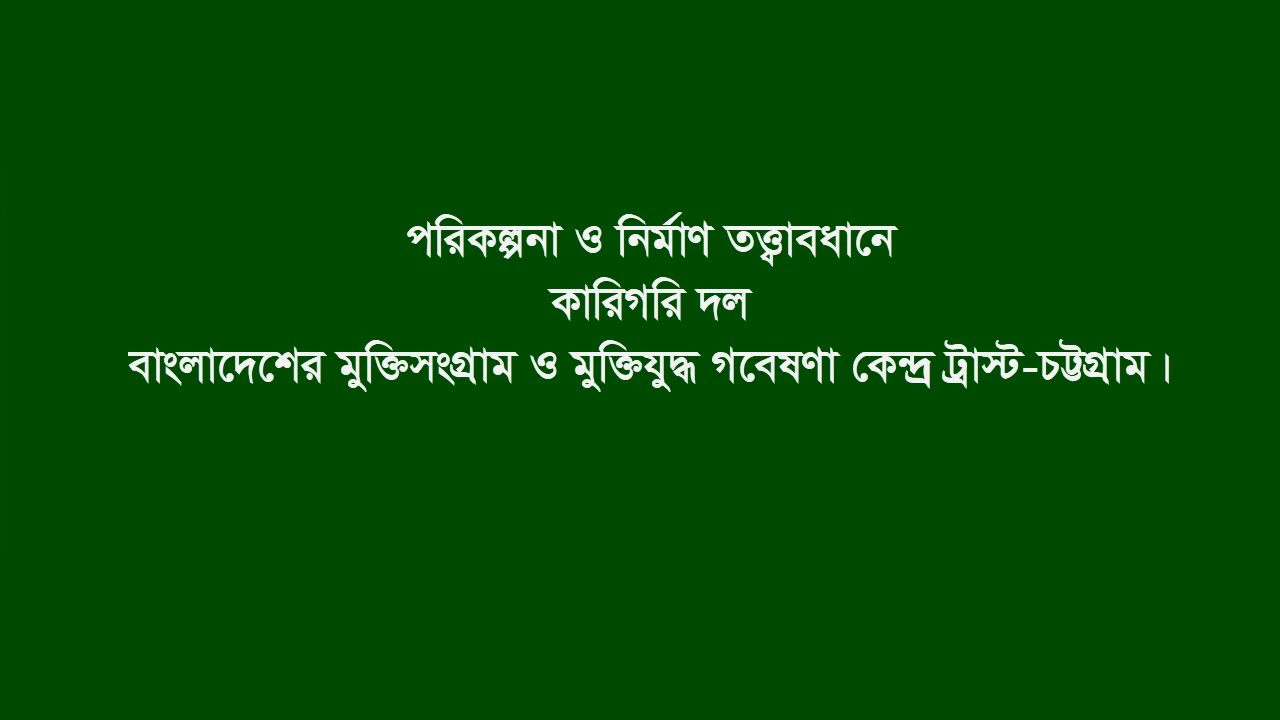 পরিকল্পনা ও নির্মাণ তত্ত্বাবধানে
কারিগরি দল
বাংলাদেশের মুক্তিসংগ্রাম ও মুক্তিযুদ্ধ গবেষণা কেন্দ্র ট্রাস্ট-চট্টগ্রাম।